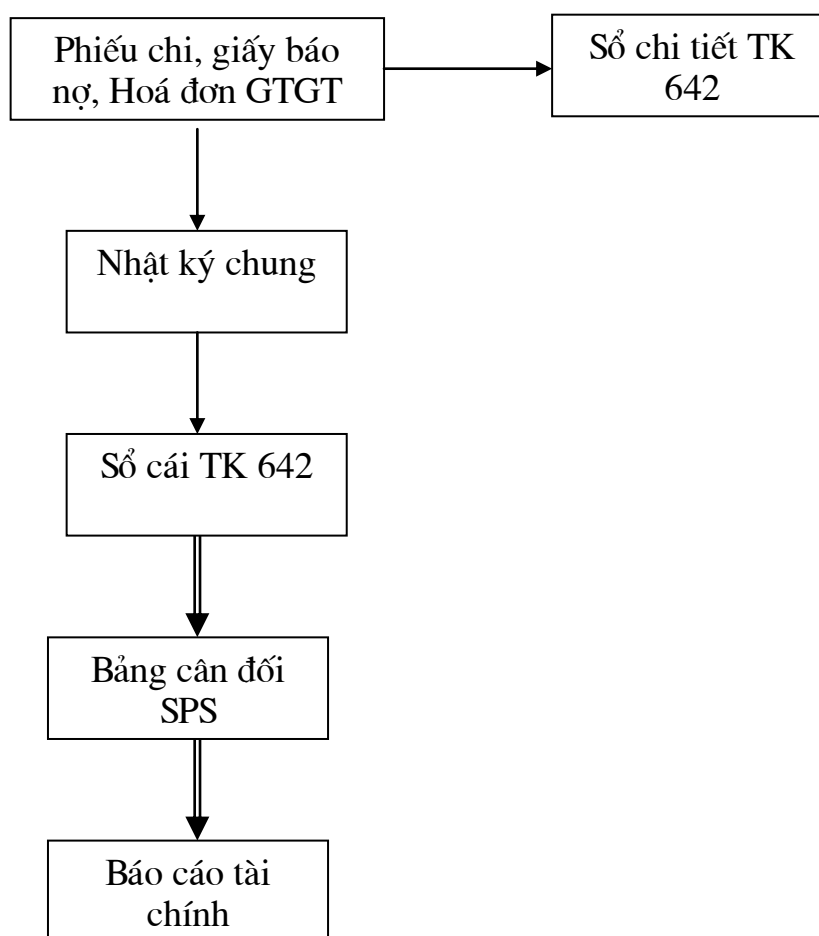 Phiếu chi, giấy báo
nợ, Hoá đơn GTGT
Sổ chi tiết TK
642
Nhật ký chung
Sổ cái TK 642
Bảng cân đối
SPS
Báo cáo tài
chính